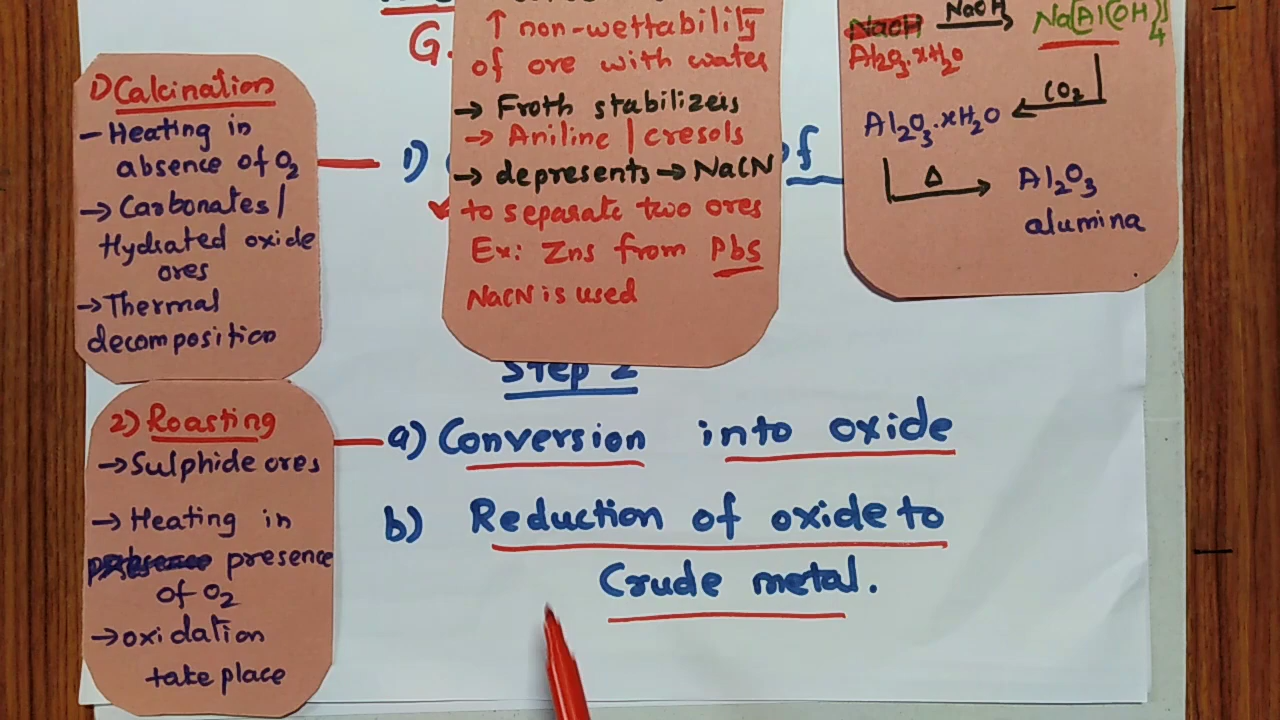 1) Calcination
- Heating in
absence of O2
→ Carbonates /
Hydrated oxide
ores
→ Thermal
decomposition
2) Roasting
→ Sulphide ores
→ Heating in
presence
of O2
→ oxidation
take place
G.
1)
↑ non-wettability
of ore with water
→ Froth stabilizers
→ Aniline / cresols
→ depresents → NaCN
to separate two ores
Ex: Zns from Pbs
NaCN is used
of
NaOH NaOH Na[Al(OH)4]
Al2O3.xH2O
CO2
Al2O3.xH2O
Δ Al2O3
alumina
Step 2
a) Conversion into oxide
b) Reduction of oxide to
Crude metal.